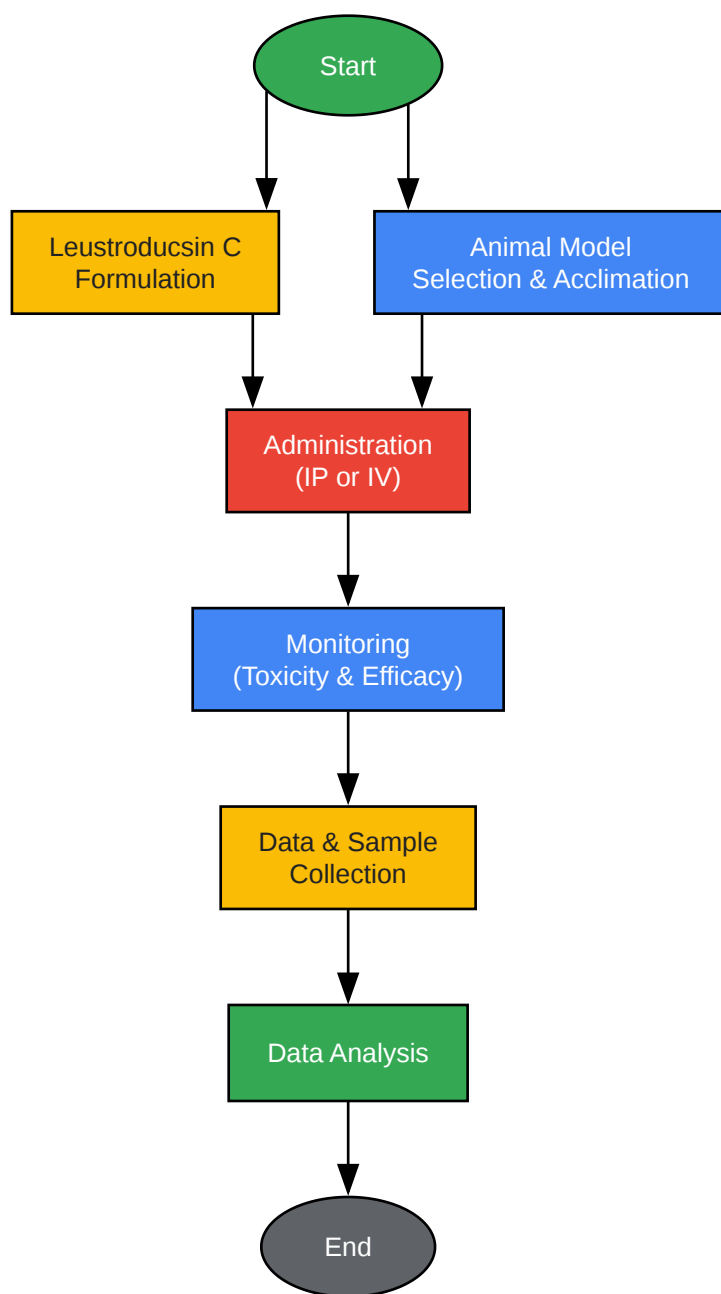 Start
Leustroducsin C
Formulation
Animal Model
Selection & Acclimation
Administration
(IP or IV)
Monitoring
(Toxicity & Efficacy)
Data & Sample
Collection
Data Analysis
End